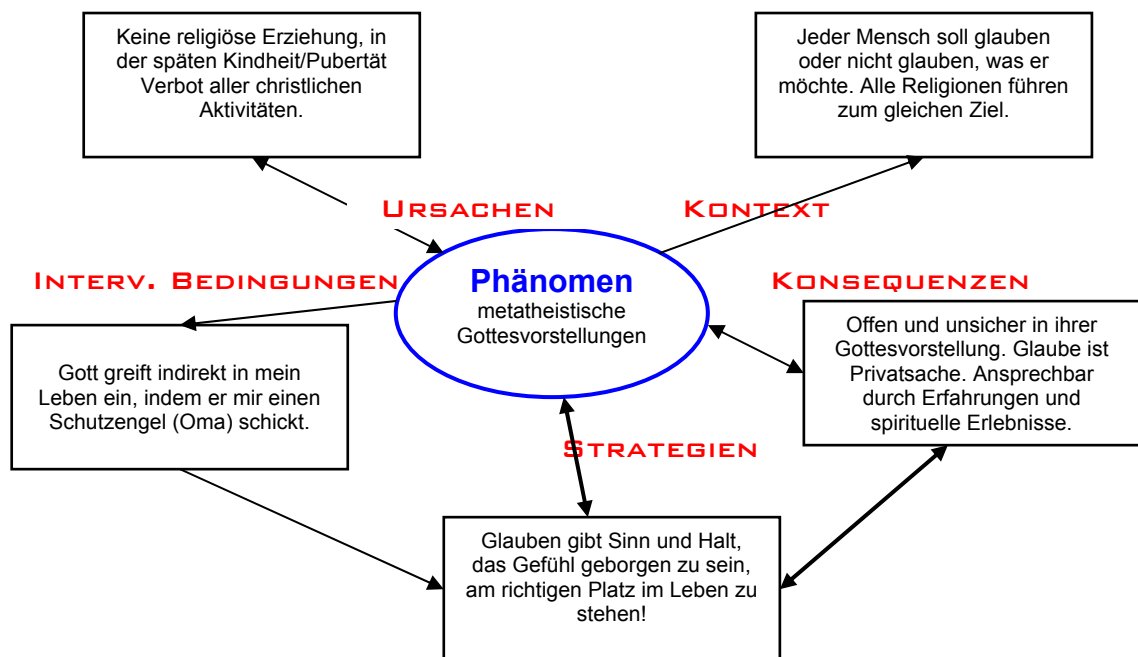 Keine religiöse Erziehung, in
der späten Kindheit/Pubertät
Verbot aller christlichen
Aktivitäten.
Jeder Mensch soll glauben
oder nicht glauben, was er
möchte. Alle Religionen führen
zum gleichen Ziel.
URSACHEN
KONTEXT
INTERV. BEDINGUNGEN
Phänomen
metatheistische
Gottesvorstellungen
KONSEQUENZEN
Gott greift indirekt in mein
Leben ein, indem er mir einen
Schutzengel (Oma) schickt.
Offen und unsicher in ihrer
Gottesvorstellung. Glaube ist
Privatsache. Ansprechbar
durch Erfahrungen und
spirituelle Erlebnisse.
STRATEGIEN
Glauben gibt Sinn und Halt,
das Gefühl geborgen zu sein,
am richtigen Platz im Leben zu
stehen!